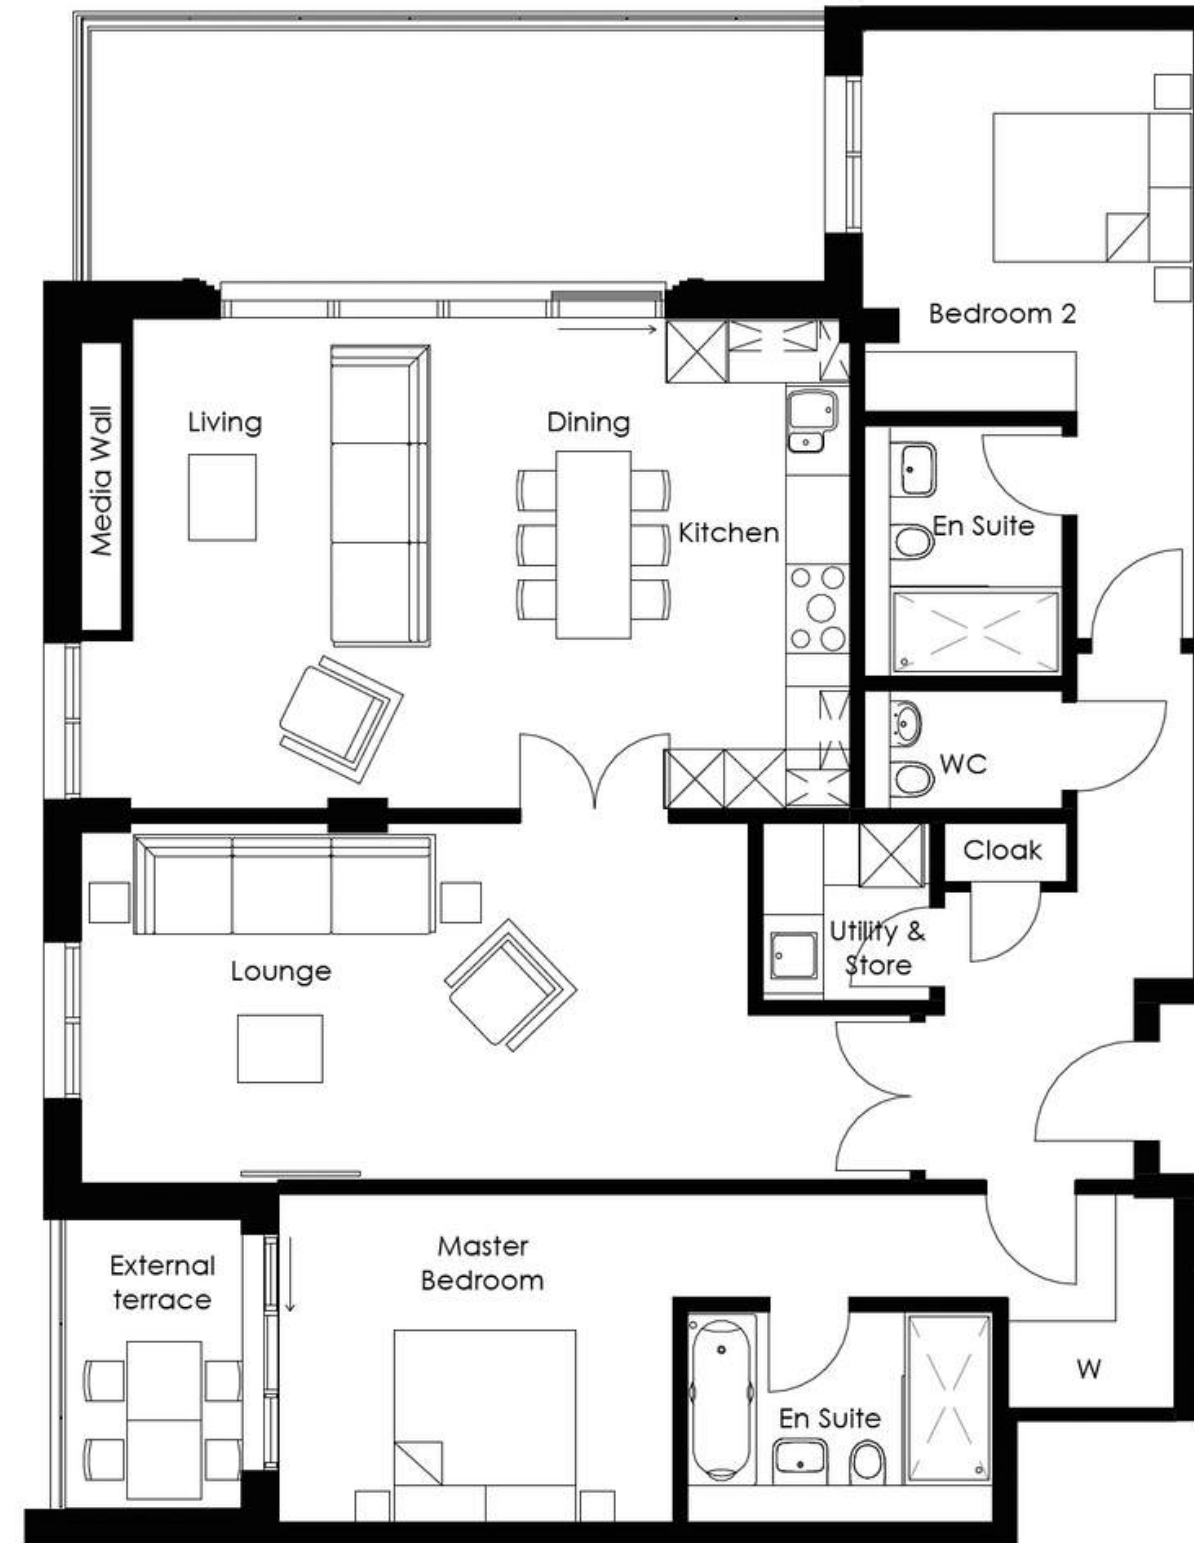 Bedroom 2
Living
Dining
Media Wall
Kitchen
En Suite
WC
Cloak
Utility &
Store
Lounge
Master
Bedroom
External
terrace
W
En Suite